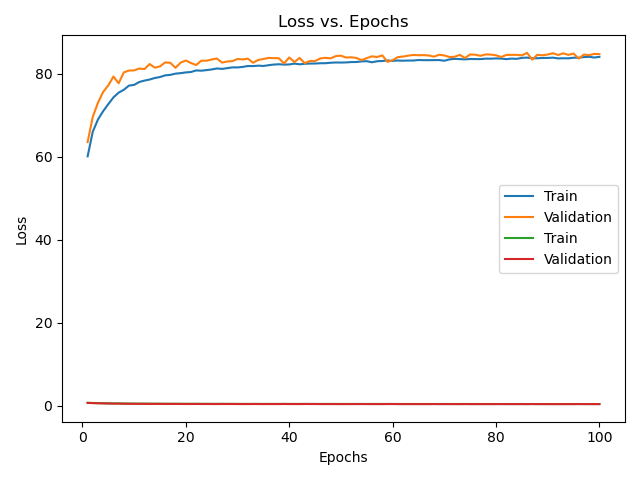 Loss vs. Epochs
80
60
40
20
0
Loss
Train
Validation
Train
Validation
0 20 40 60 80 100
Epochs